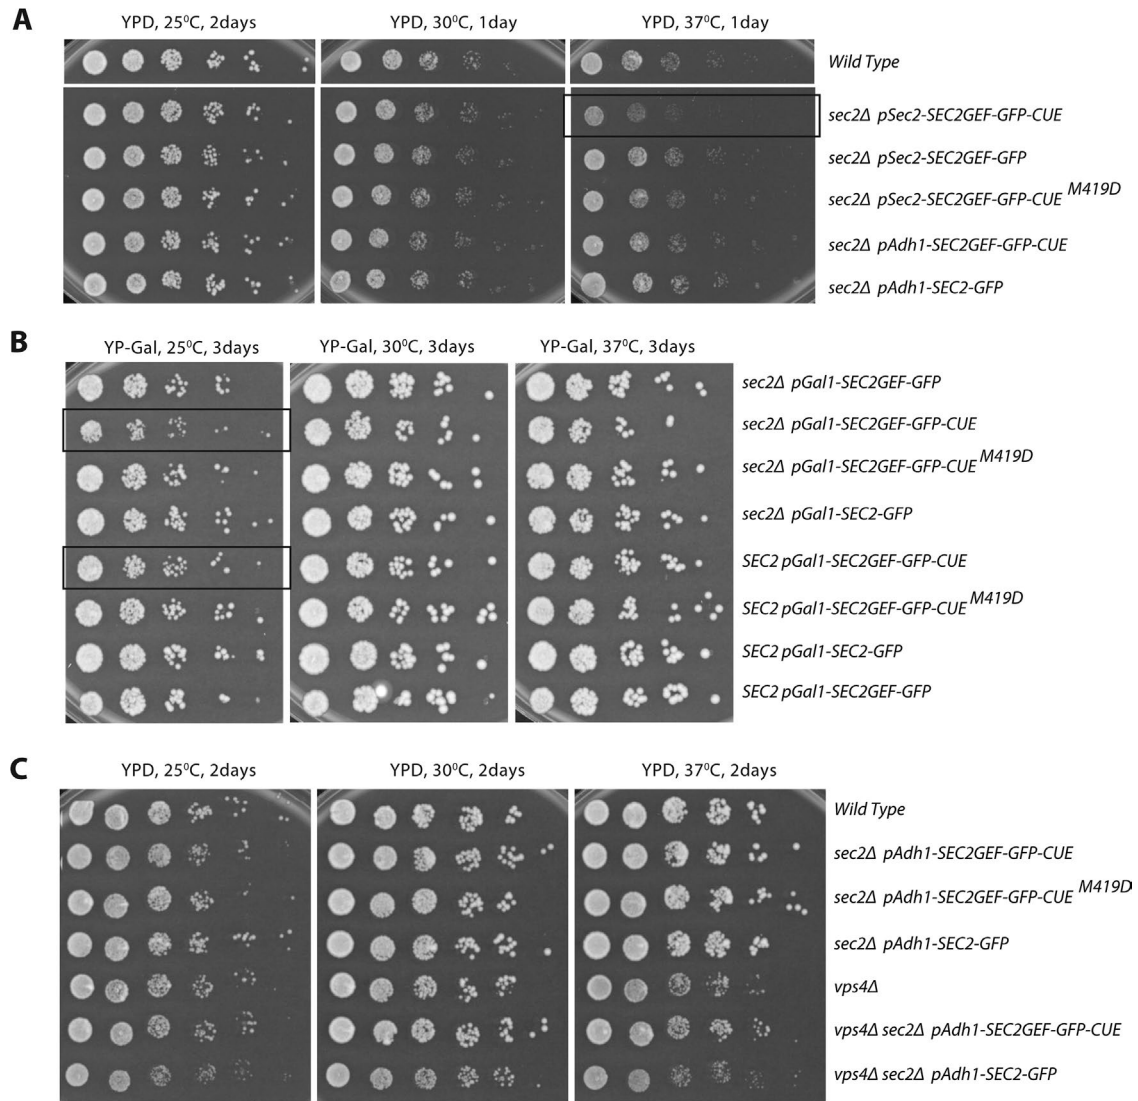 A
YPD, 25⁰C, 2days
YPD, 30⁰C, 1day
YPD, 37⁰C, 1day
Wild Type
sec2Δ pSec2-SEC2GEF-GFP-CUE
sec2Δ pSec2-SEC2GEF-GFP
sec2Δ pSec2-SEC2GEF-GFP-CUE M419D
sec2Δ pAdh1-SEC2GEF-GFP-CUE
sec2Δ pAdh1-SEC2-GFP
B
YP-Gal, 25⁰C, 3days
YP-Gal, 30⁰C, 3days
YP-Gal, 37⁰C, 3days
sec2Δ pGal1-SEC2GEF-GFP
sec2Δ pGal1-SEC2GEF-GFP-CUE
sec2Δ pGal1-SEC2GEF-GFP-CUE M419D
sec2Δ pGal1-SEC2-GFP
SEC2 pGal1-SEC2GEF-GFP-CUE
SEC2 pGal1-SEC2GEF-GFP-CUE M419D
SEC2 pGal1-SEC2-GFP
SEC2 pGal1-SEC2GEF-GFP
C
YPD, 25⁰C, 2days
YPD, 30⁰C, 2days
YPD, 37⁰C, 2days
Wild Type
sec2Δ pAdh1-SEC2GEF-GFP-CUE
sec2Δ pAdh1-SEC2GEF-GFP-CUE M419D
sec2Δ pAdh1-SEC2-GFP
vps4Δ
vps4Δ sec2Δ pAdh1-SEC2GEF-GFP-CUE
vps4Δ sec2Δ pAdh1-SEC2-GFP